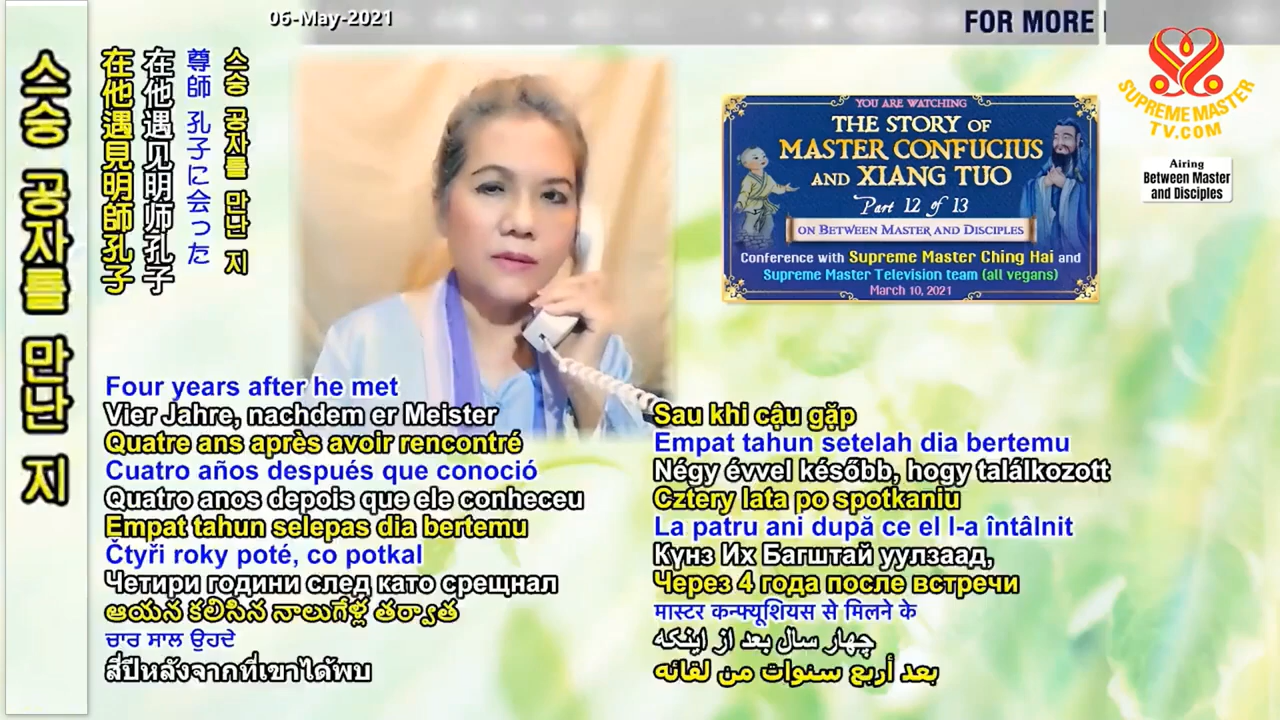 06-May-2021
FOR MORE
스승 공자를 만난 지
在他遇見明師孔子
在他遇见明师孔子
尊師 孔子に会った
스승 공자를 만난 지
YOU ARE WATCHING
THE STORY OF
MASTER CONFUCIUS
AND XIANG TUO
Part 12 of 13
ON BETWEEN MASTER AND DISCIPLES
Conference with Supreme Master Ching Hai and
Supreme Master Television team (all vegans)
March 10, 2021
SUPREME MASTER
TV.COM
Airing
Between Master
and Disciples
Four years after he met
Vier Jahre, nachdem er Meister
Quatre ans après avoir rencontré
Cuatro años después que conoció
Quatro anos depois que ele conheceu
Empat tahun selepas dia bertemu
Čtyři roky poté, co potkal
Четири години след като срещнал
ಆಯನ ಕಲಿಸಿನ ನಾಲುಗೇಳ್ಲ ತರ್ವಾತ
ਚਾਰ ਸਾਲ ਉਹਦੇ
สี่ปีหลังจากที่เขาได้พบ
Sau khi cậu gặp
Empat tahun setelah dia bertemu
Négy évvel később, hogy találkozott
Cztery lata po spotkaniu
La patru ani după ce el l-a întâlnit
Күнз Их Багштай уулзаад,
Через 4 года после встречи
मास्टर कन्फ्यूशियस से मिलने के
چهار سال بعد از اینکه
بعد أربع سنوات من لقائه